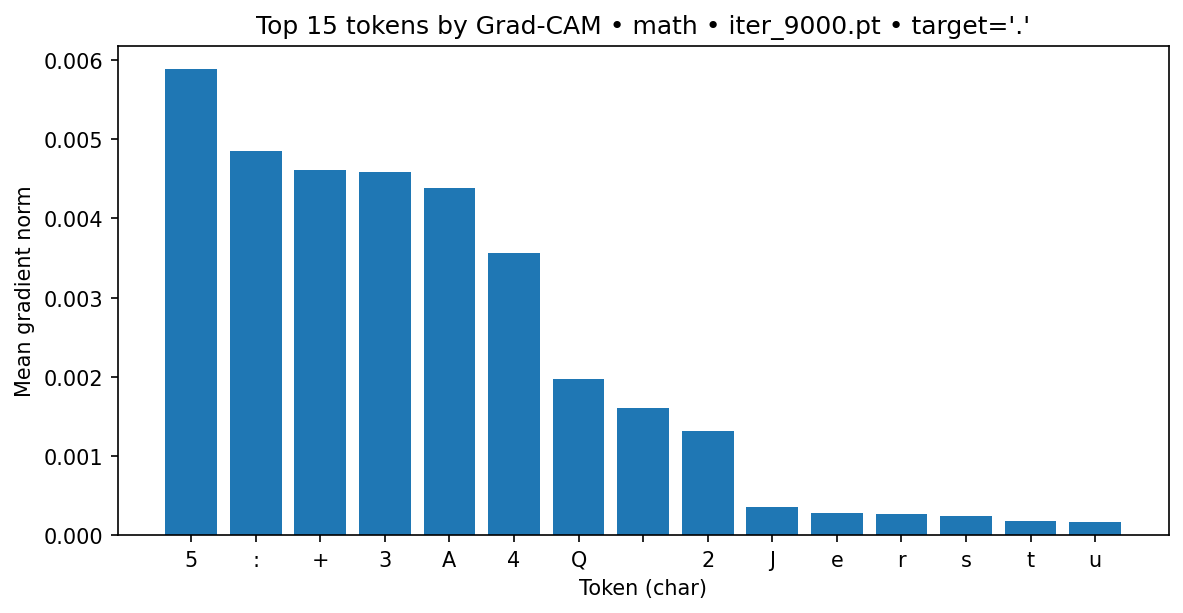 Top 15 tokens by Grad-CAM • math • iter_9000.pt • target='.'
0.006
0.005
0.004
0.003
0.002
0.001
0.000
Mean gradient norm
5 : + 3 A 4 Q 2 J e r s t u
Token (char)